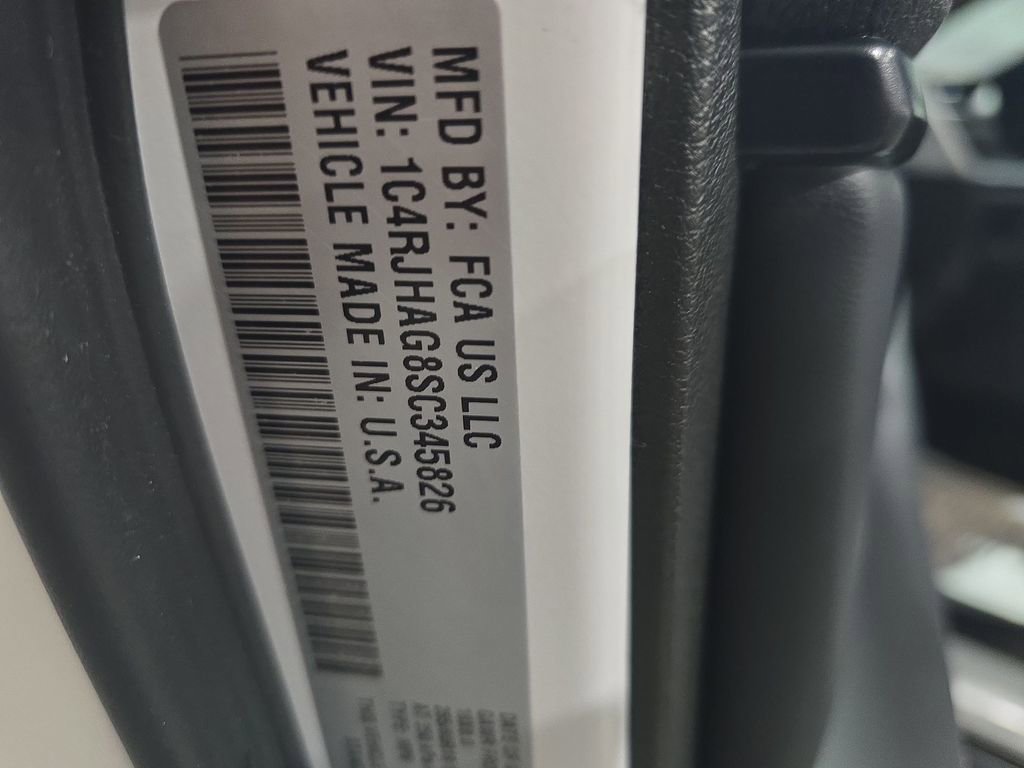 MFD BY: FCA US LLC
VIN: 1C4RJHAG8SC345826
VEHICLE MADE IN: U.S.A.